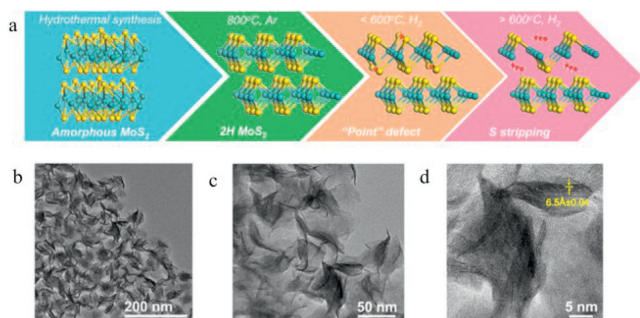 a
Hydrothermal synthesis
800°C, Ar
< 600°C, H₂
> 600°C, H₂
Amorphous MoS₂
2H MoS₂
"Point" defect
S stripping
b
c
d
6.5Å±0.04
200 nm
50 nm
5 nm